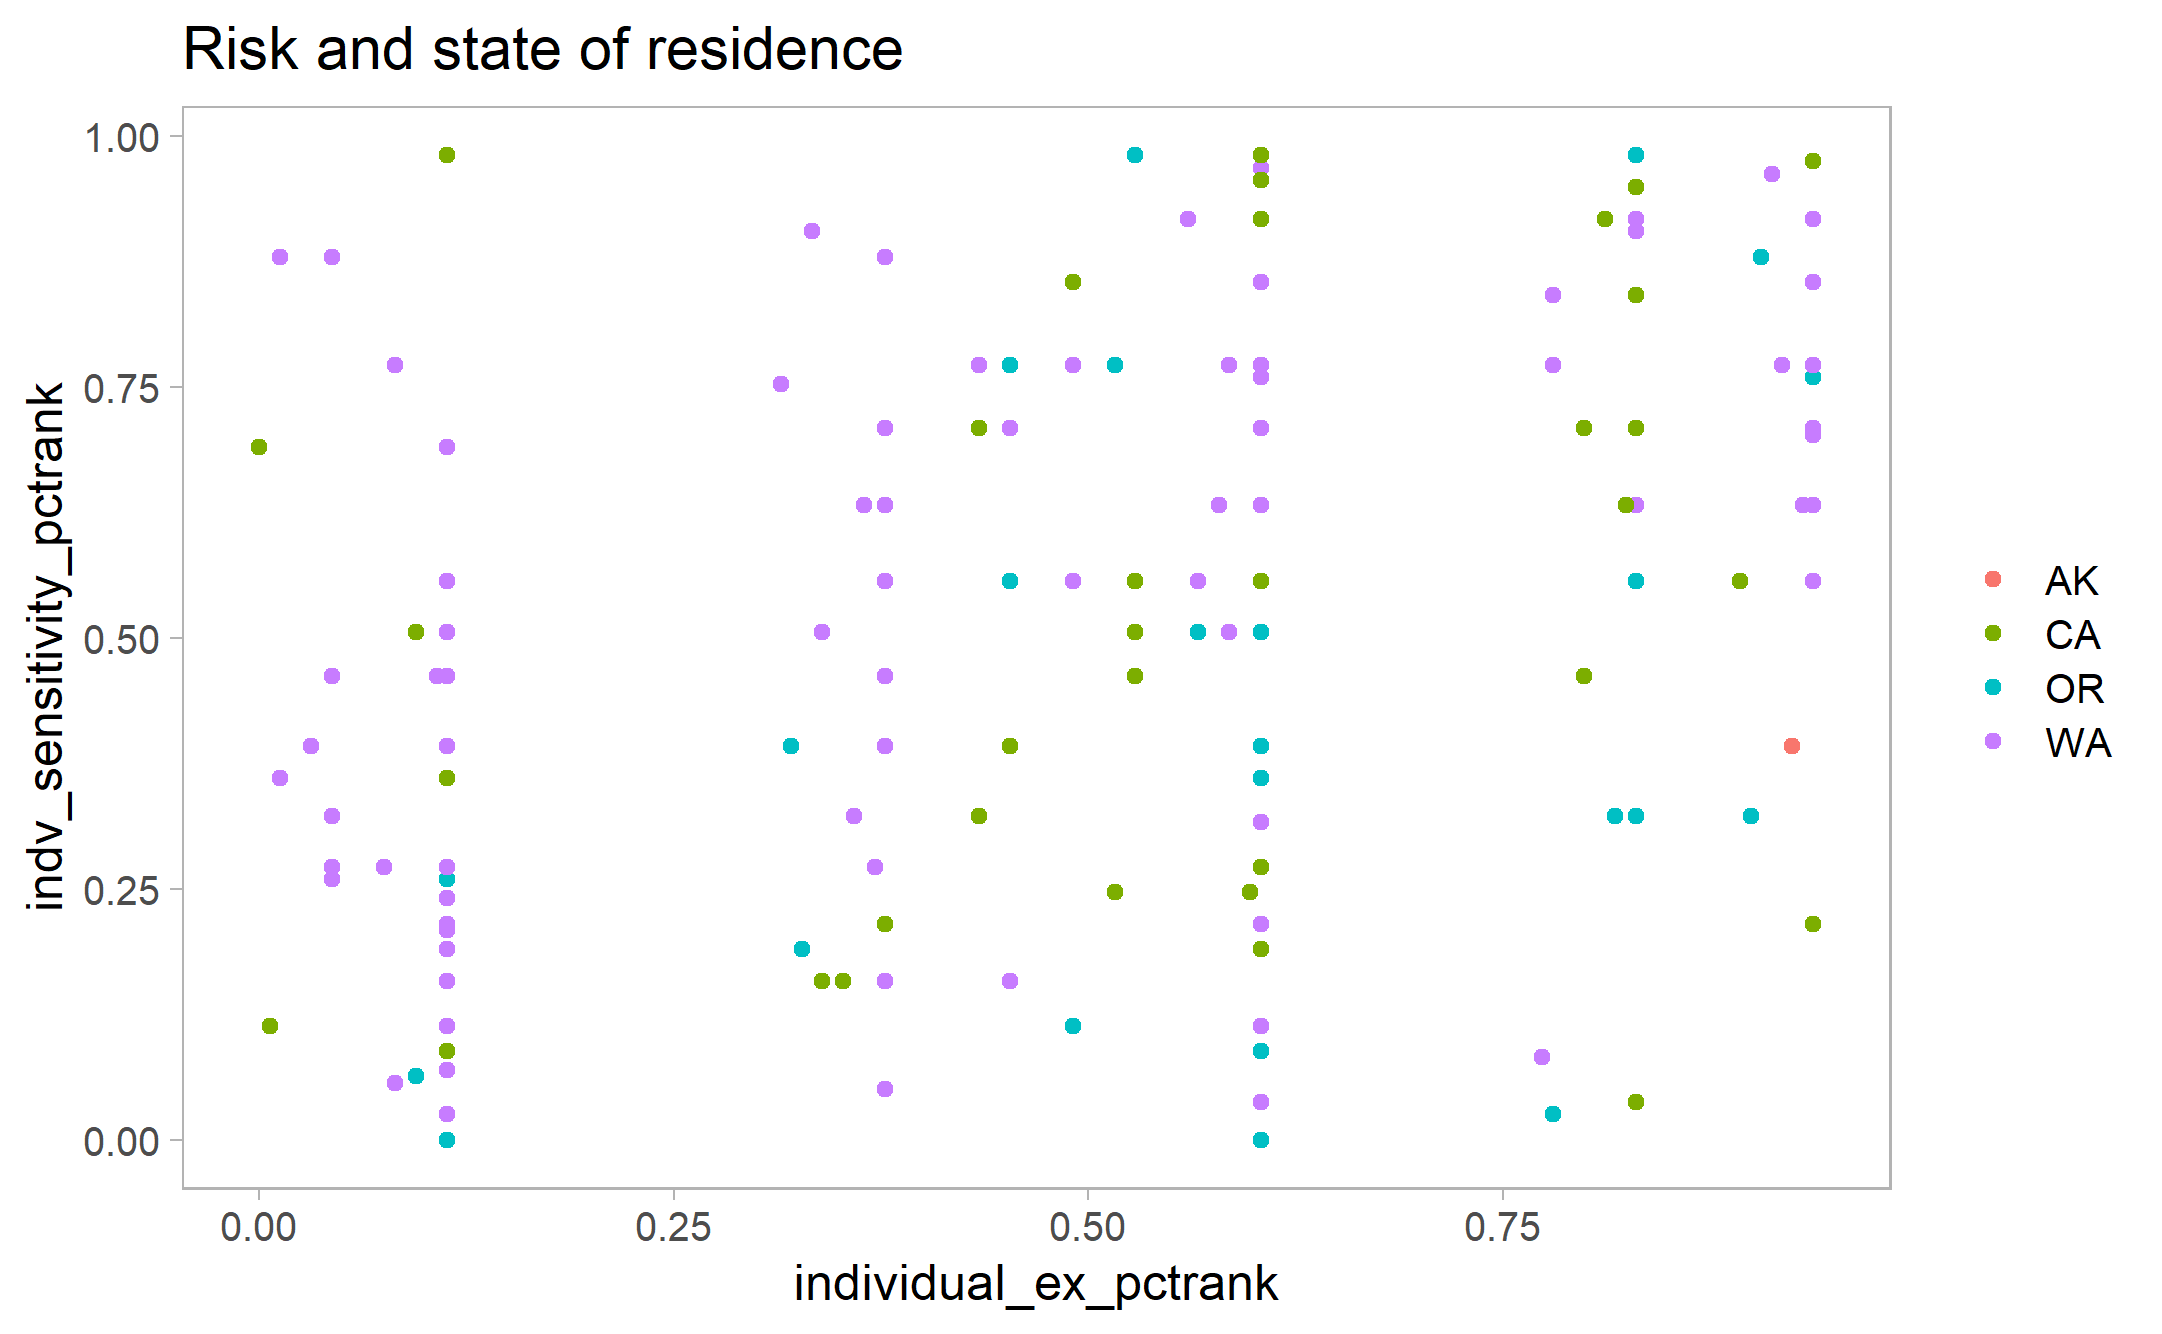 Risk and state of residence
1.00
0.75
0.50
0.25
0.00
indv_sensitivity_pctrank
0.00
0.25
0.50
0.75
individual_ex_pctrank
AK
CA
OR
WA